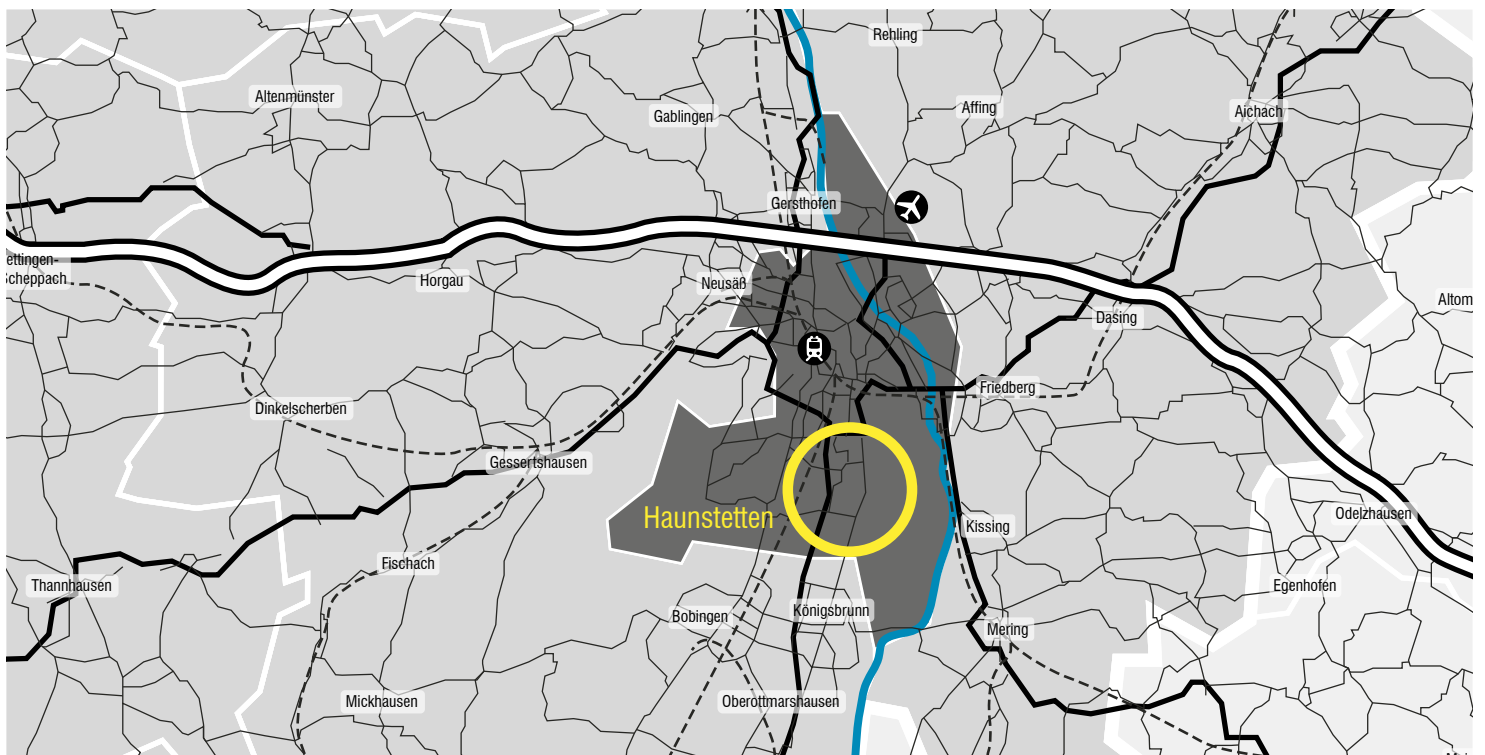 Rehling
Altenmünster
Affing
Aichach
Gablingen
Gersthofen
ettingen-
Scheppach
Horgau
Neusäß
Altom
Dasing
Friedberg
Dinkelscherben
Gessertshausen
Haunstetten
Odelzhausen
Kissing
Fischach
Thannhausen
Egenhofen
Bobingen
Königsbrunn
Mering
Mickhausen
Oberottmarshausen